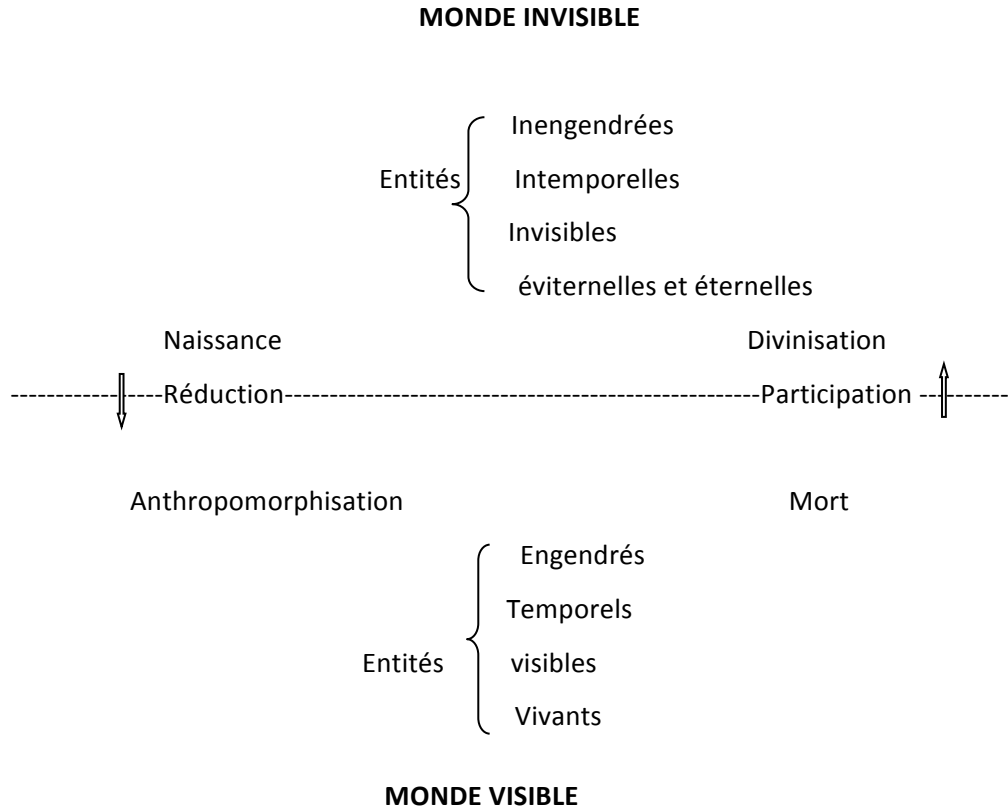 MONDE INVISIBLE
Inengendrées
Entités Intemporelles
Invisibles
éviternelles et éternelles
Naissance Divinisation
Réduction Participation
Anthropomorphisation Mort
Engendrés
Temporels
Entités visibles
Vivants
MONDE VISIBLE